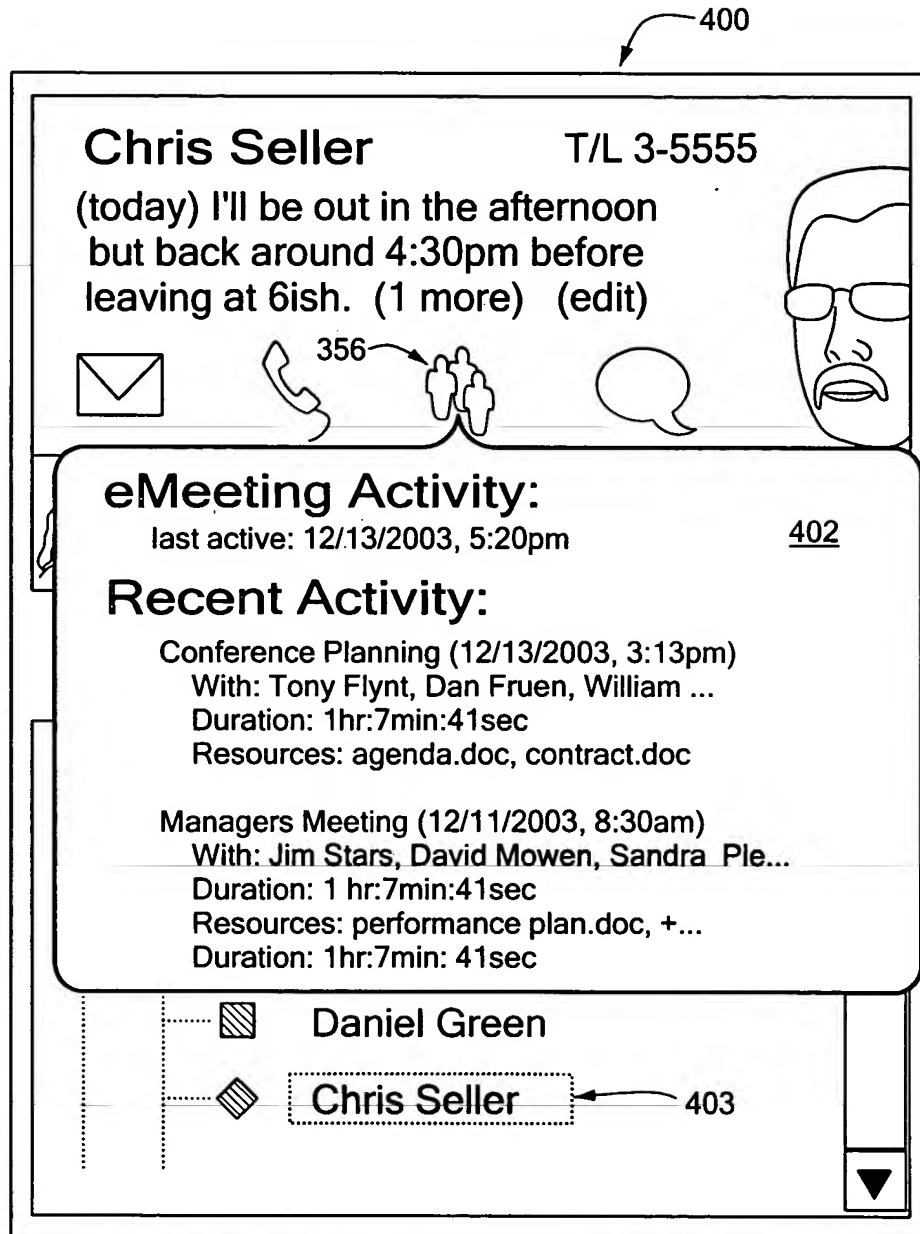 400
Chris Seller T/L 3-5555
(today) I'll be out in the afternoon
but back around 4:30pm before
leaving at 6ish. (1 more) (edit)
356
eMeeting Activity:
last active: 12/13/2003, 5:20pm 402
Recent Activity:
Conference Planning (12/13/2003, 3:13pm)
With: Tony Flynt, Dan Fruen, William ...
Duration: 1hr:7min:41sec
Resources: agenda.doc, contract.doc
Managers Meeting (12/11/2003, 8:30am)
With: Jim Stars, David Mowen, Sandra Ple...
Duration: 1 hr:7min:41sec
Resources: performance plan.doc, +...
Duration: 1hr:7min: 41sec
Daniel Green
Chris Seller 403